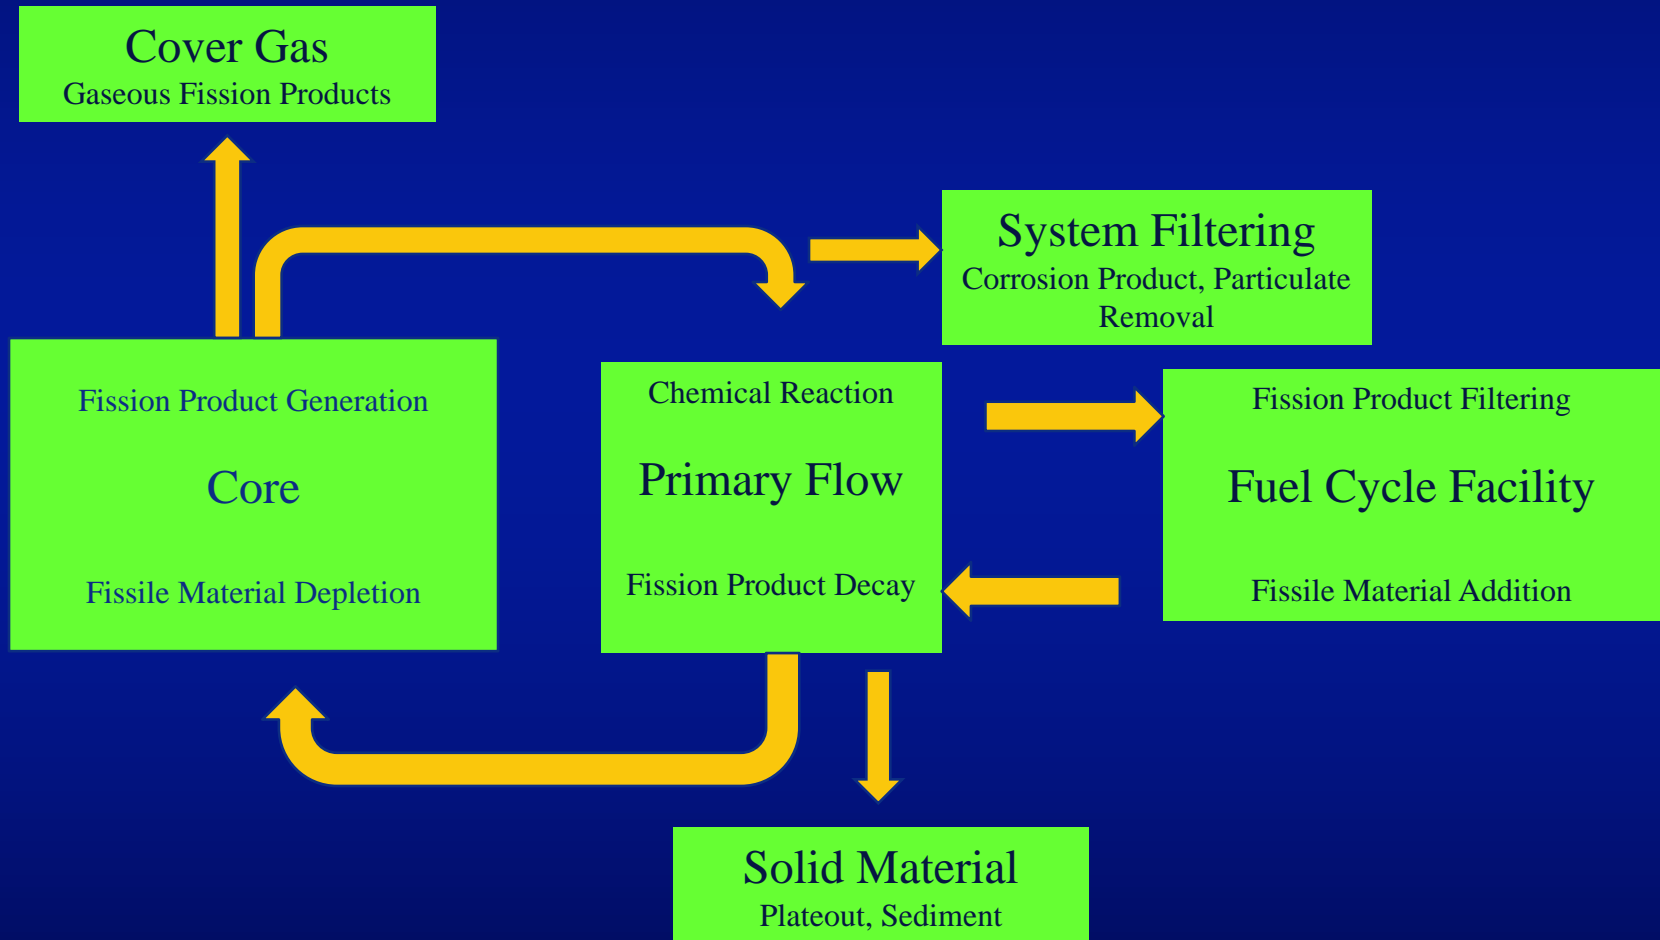 Cover Gas
Gaseous Fission Products
System Filtering
Corrosion Product, Particulate
Removal
Fission Product Generation
Core
Fissile Material Depletion
Chemical Reaction
Primary Flow
Fission Product Decay
Fission Product Filtering
Fuel Cycle Facility
Fissile Material Addition
Solid Material
Plateout, Sediment